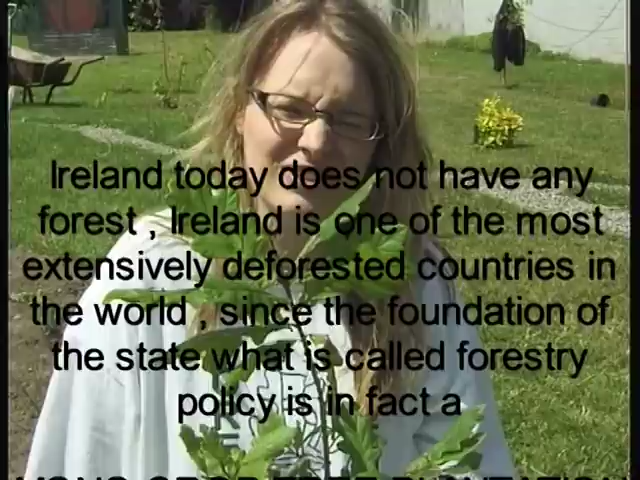 Ireland today does not have any
forest , Ireland is one of the most
extensively deforested countries in
the world , since the foundation of
the state what is called forestry
policy is in fact a